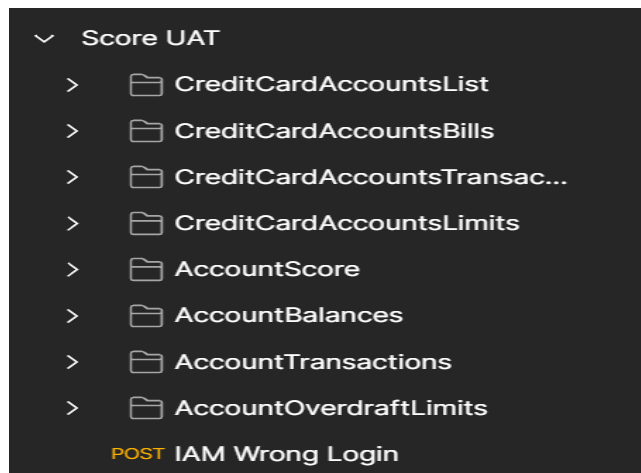 Score UAT
CreditCardAccountsList
CreditCardAccountsBills
CreditCardAccountsTransac...
CreditCardAccountsLimits
AccountScore
AccountBalances
AccountTransactions
AccountOverdraftLimits
POST IAM Wrong Login